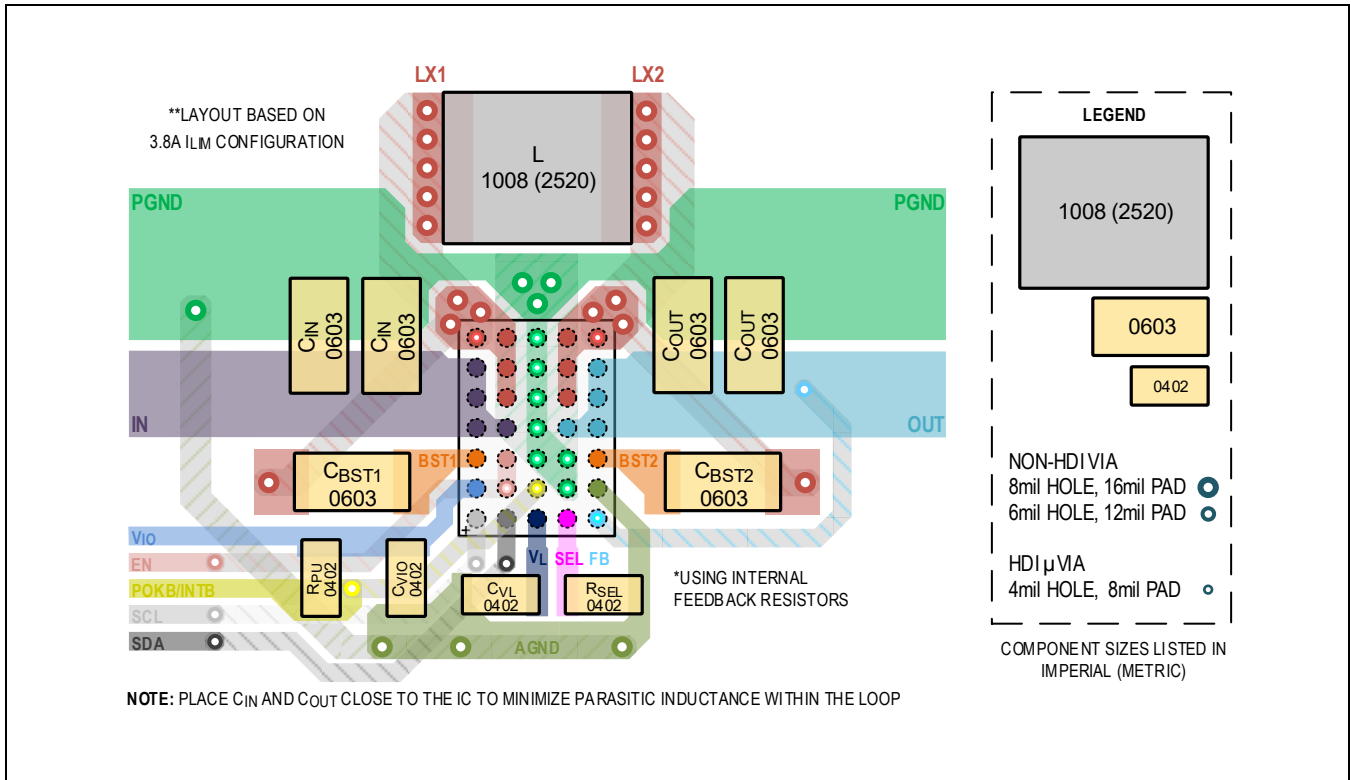 LX1
LX2
**LAYOUT BASED ON
3.8A ILIM CONFIGURATION
L
1008 (2520)
PGND
PGND
CIN
0603
CIN
0603
COUT
0603
COUT
0603
IN
OUT
CBST1
0603
BST1
BST2
CBST2
0603
+
VIO
EN
POKB/INTB
SCL
SDA
RPU
0402
CVIO
0402
VL
SEL
FB
CVL
0402
RSEL
0402
*USING INTERNAL
FEEDBACK RESISTORS
AGND
NOTE: PLACE CIN AND COUT CLOSE TO THE IC TO MINIMIZE PARASITIC INDUCTANCE WITHIN THE LOOP
LEGEND
1008 (2520)
0603
0402
NON-HDI VIA
8mil HOLE, 16mil PAD
6mil HOLE, 12mil PAD
HDI µVIA
4mil HOLE, 8mil PAD
COMPONENT SIZES LISTED IN
IMPERIAL (METRIC)